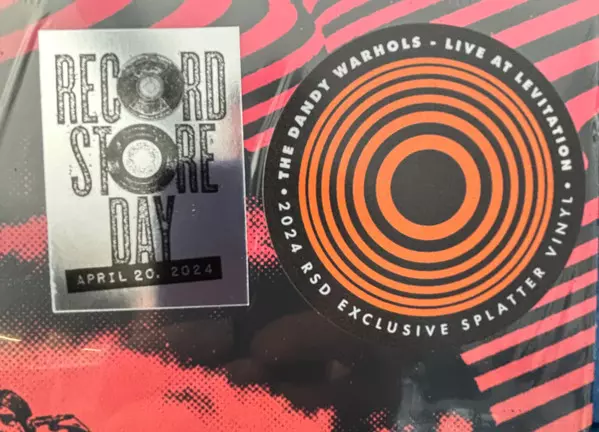 RECORD
STORE
DAY
APRIL 20, 2024
THE DANDY WARHOLS - LIVE AT LEVITATION •
2024 RSD EXCLUSIVE SPLATTER VINYL •